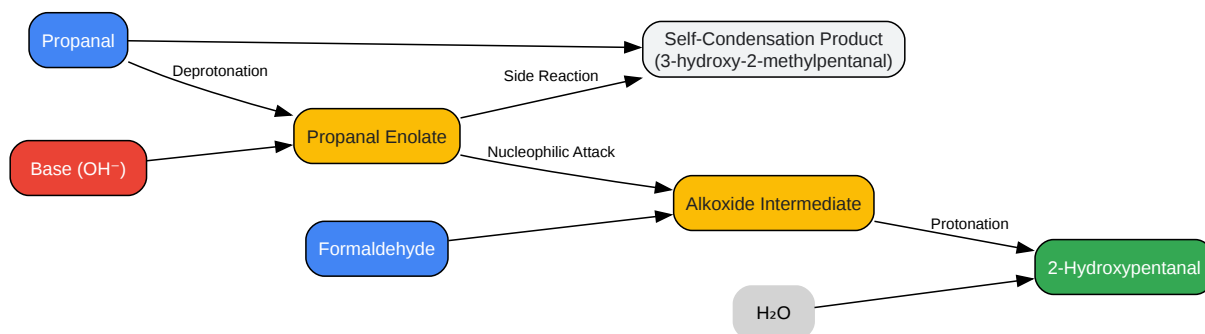 Propanal
Self-Condensation Product
(3-hydroxy-2-methylpentanal)
Deprotonation
Side Reaction
Propanal Enolate
Base (OH⁻)
Nucleophilic Attack
Alkoxide Intermediate
Formaldehyde
Protonation
2-Hydroxypentanal
H₂O